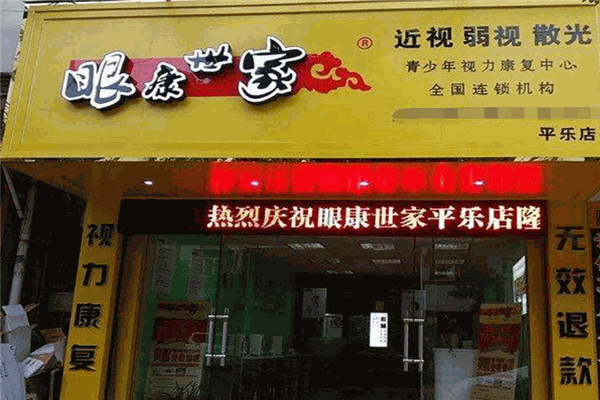 眼康世家
®
近视 弱视 散光
青少年视力康复中心
全国连锁机构
平乐店
热烈庆祝眼康世家平乐店隆
视力康复
无效退款